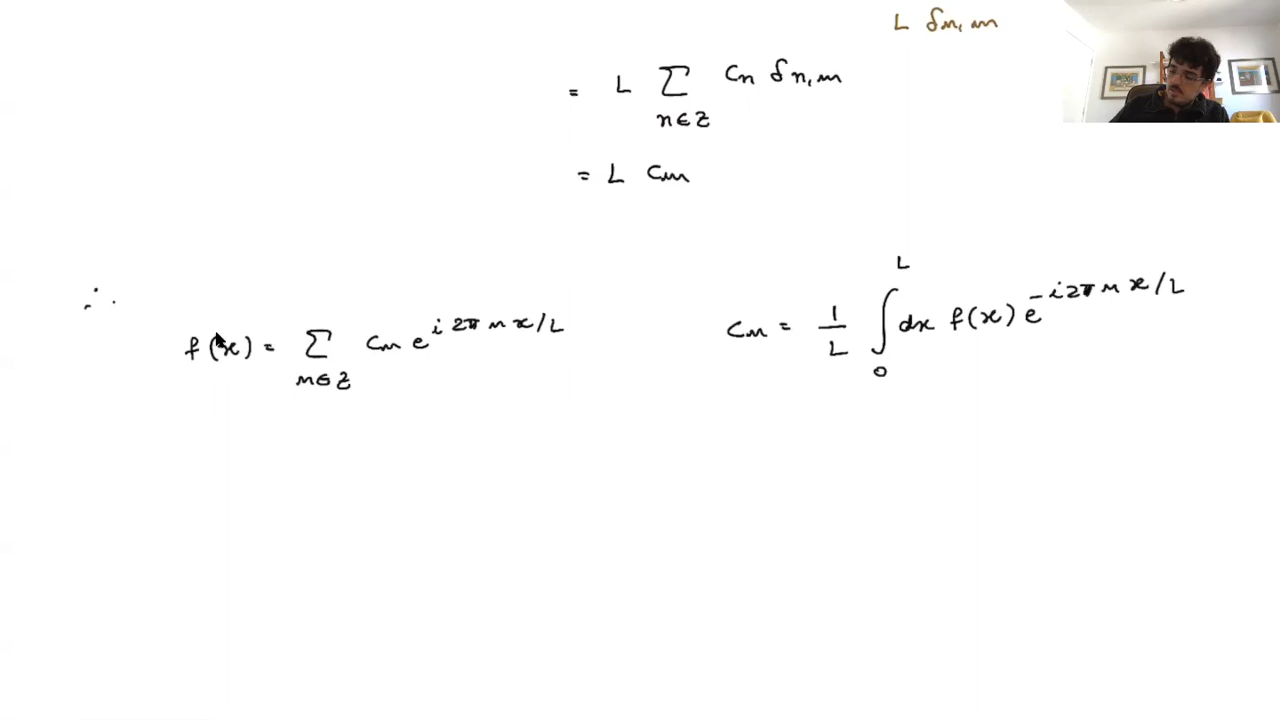 L δn,m
= L Σ Cn δn,m
n∈Z
= L Cm
L
∴ f(x) = Σ Cm e^{i2πmx/L}    Cm = 1/L ∫ dx f(x) e^{-i2πmx/L}
m∈Z    0